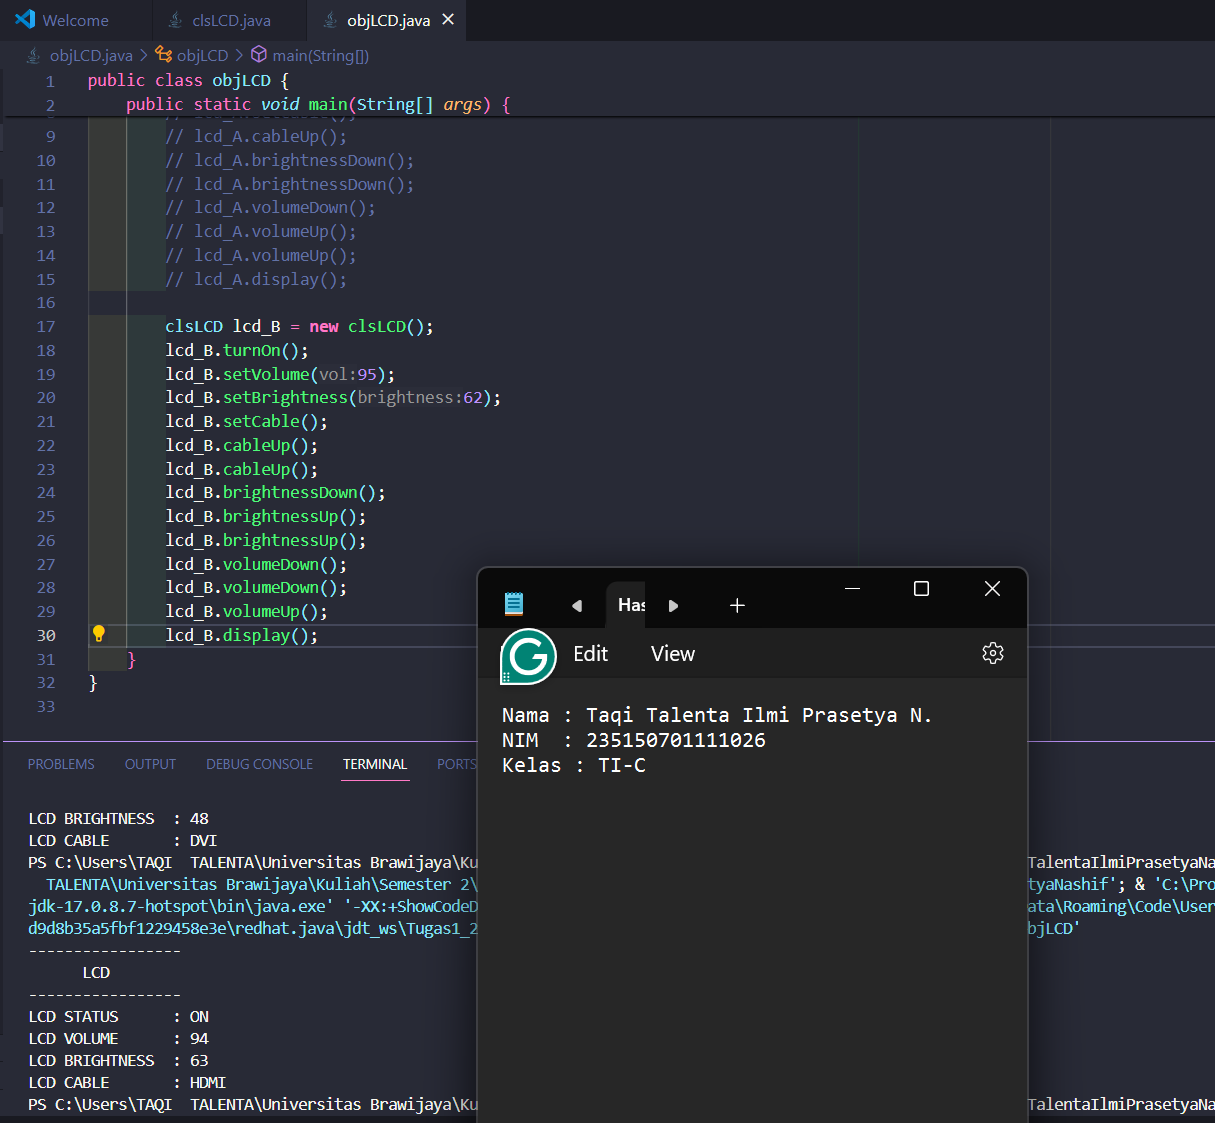 Welcome
clsLCD.java
objLCD.java
objLCD.java > objLCD > main(String[])
1 public class objLCD {
2 public static void main(String[] args) {
9 // lcd_A.cableUp();
10 // lcd_A.brightnessDown();
11 // lcd_A.brightnessDown();
12 // lcd_A.volumeDown();
13 // lcd_A.volumeUp();
14 // lcd_A.volumeUp();
15 // lcd_A.display();
16
17 clsLCD lcd_B = new clsLCD();
18 lcd_B.turnOn();
19 lcd_B.setVolume(vol:95);
20 lcd_B.setBrightness(brightness:62);
21 lcd_B.setCable();
22 lcd_B.cableUp();
23 lcd_B.cableUp();
24 lcd_B.brightnessDown();
25 lcd_B.brightnessUp();
26 lcd_B.brightnessUp();
27 lcd_B.volumeDown();
28 lcd_B.volumeDown();
29 lcd_B.volumeUp();
30 lcd_B.display();
31 }
32 }
33
Has
Edit View
Nama : Taqi Talenta Ilmi Prasetya N.
NIM : 235150701111026
Kelas : TI-C
PROBLEMS OUTPUT DEBUG CONSOLE TERMINAL PORTS
LCD BRIGHTNESS : 48
LCD CABLE : DVI
PS C:\Users\TAQI TALENTA\Universitas Brawijaya\Ku TalentaIlmiPrasetyaNa
TALENTA\Universitas Brawijaya\Kuliah\Semester 2\ tyaNashif'; & 'C:\Pro
jdk-17.0.8.7-hotspot\bin\java.exe' '-XX:+ShowCodeD ata\Roaming\Code\User
d9d8b35a5fbf1229458e3e\redhat.java\jdt_ws\Tugas1_2 bjLCD'
-----------------
LCD
-----------------
LCD STATUS : ON
LCD VOLUME : 94
LCD BRIGHTNESS : 63
LCD CABLE : HDMI
PS C:\Users\TAQI TALENTA\Universitas Brawijaya\Ku TalentaIlmiPrasetyaNa